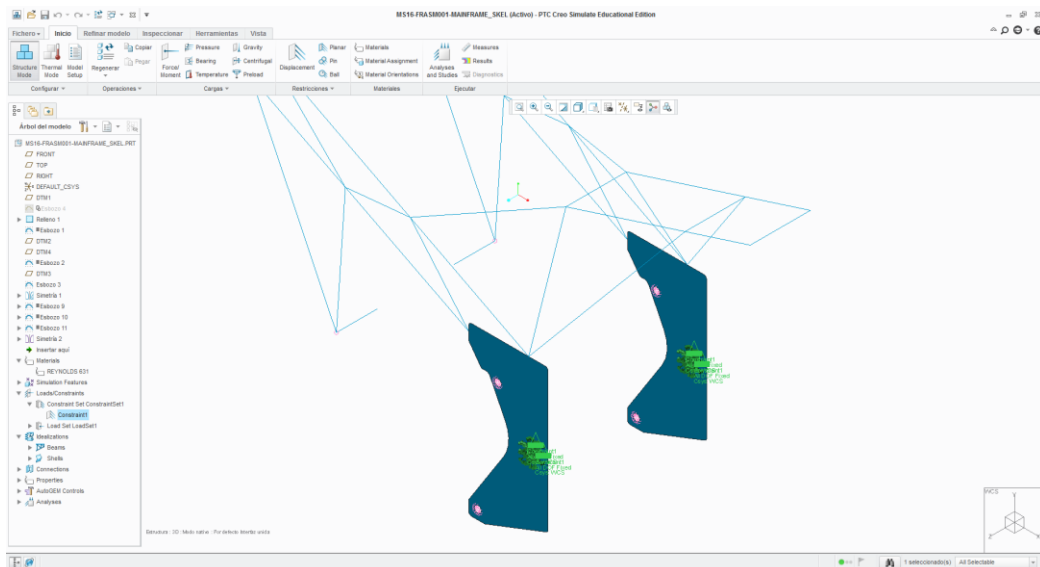 MS16-FRASM001-MAINFRAME_SKEL (Activo) - PTC Creo Simulate Educational Edition
Fichero Inicio Refinar modelo Inspeccionar Herramientas Vista
Structure Mode
Thermal Mode
Model Setup
Regenerar
Copiar
Pegar
Force/Moment
Pressure
Bearing
Temperature
Gravity
Centrifugal
Preload
Displacement
Planar
Pin
Ball
Materials
Material Assignment
Material Orientations
Analyses and Studies
Measures
Results
Diagnostics
Configurar Operaciones Cargas Restricciones Materiales Ejecutar
Árbol del modelo
MS16-FRASM001-MAINFRAME_SKEL.PRT
FRONT
TOP
RIGHT
DEFAULT_CSYS
DTM1
Esbozo 4
Relleno 1
Esbozo 1
DTM2
DTM4
Esbozo 2
DTM3
Esbozo 3
Simetría 1
Esbozo 9
Esbozo 10
Esbozo 11
Simetría 2
Insertar aquí
Materials
REYNOLDS 631
Simulation Features
Loads/Constraints
Constraint Set ConstraintSet1
Constraint1
Load Set LoadSet1
Idealizations
Beams
Shells
Connections
Properties
AutoGEM Controls
Analyses
WCS
Y
Z
X
1 seleccionado(s) All Selectable